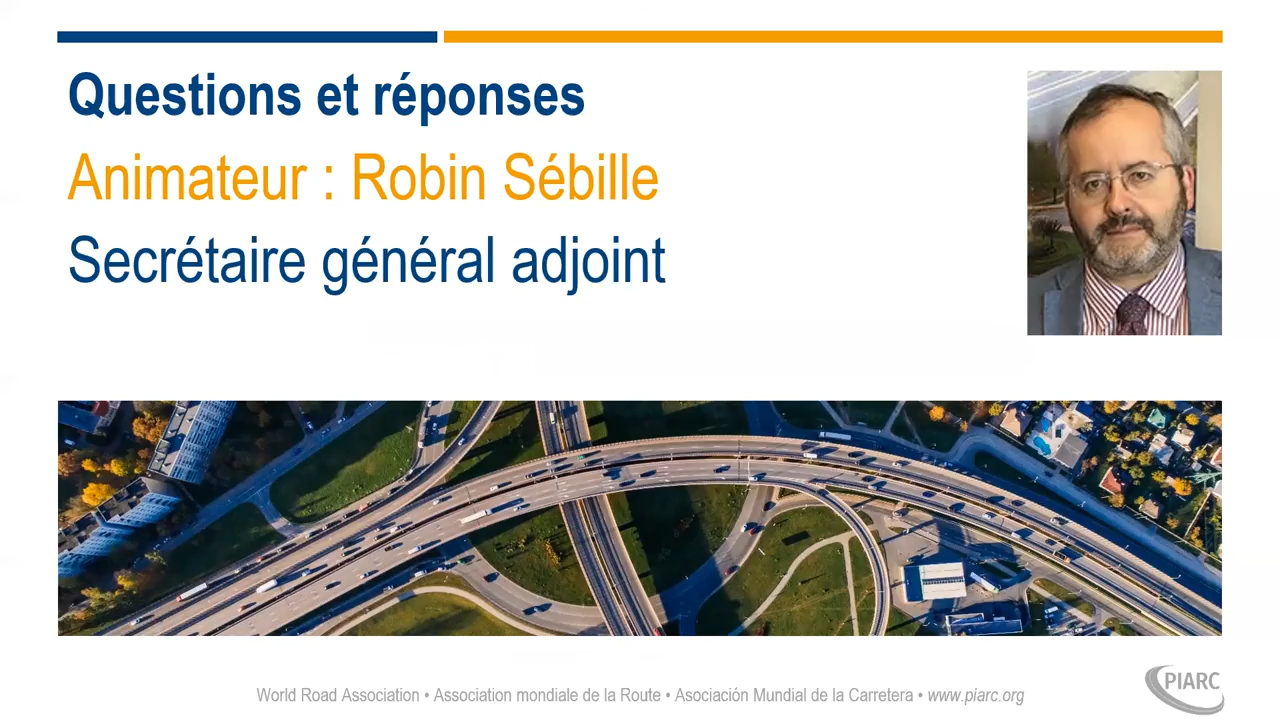 Questions et réponses
Animateur : Robin Sébille
Secrétaire général adjoint
World Road Association • Association mondiale de la Route • Asociación Mundial de la Carretera • www.piarc.org
PIARC